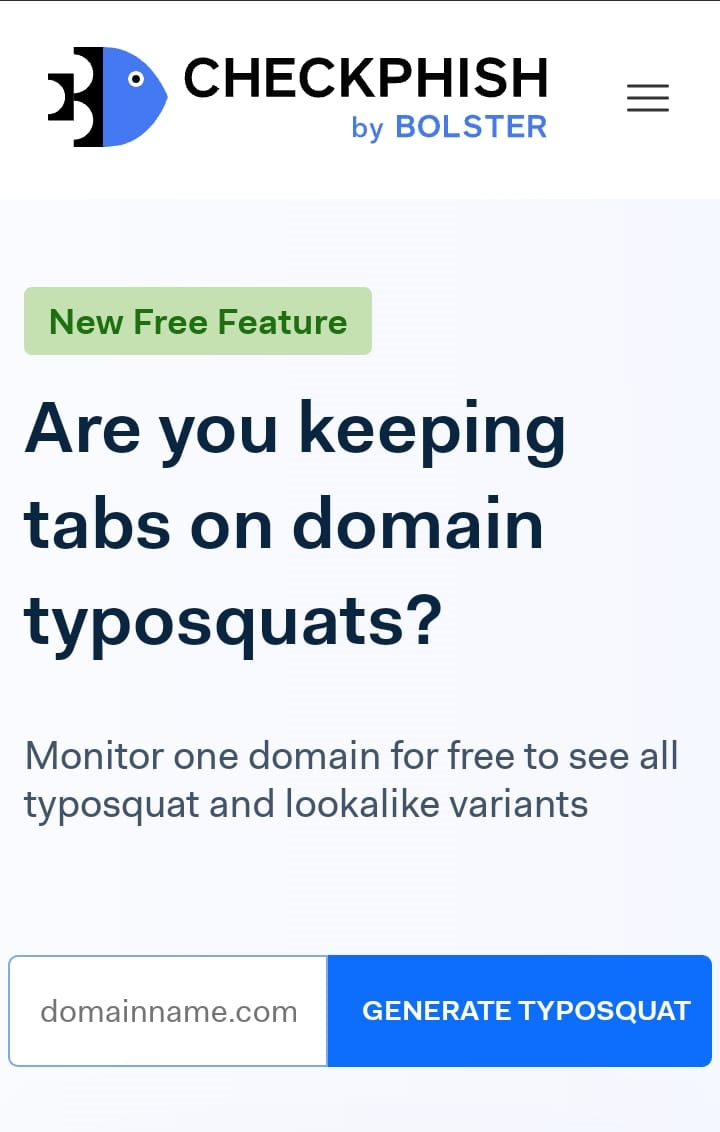 CHECKPHISH
by BOLSTER
New Free Feature
Are you keeping
tabs on domain
typosquats?
Monitor one domain for free to see all
typosquat and lookalike variants
domainname.com
GENERATE TYPOSQUAT